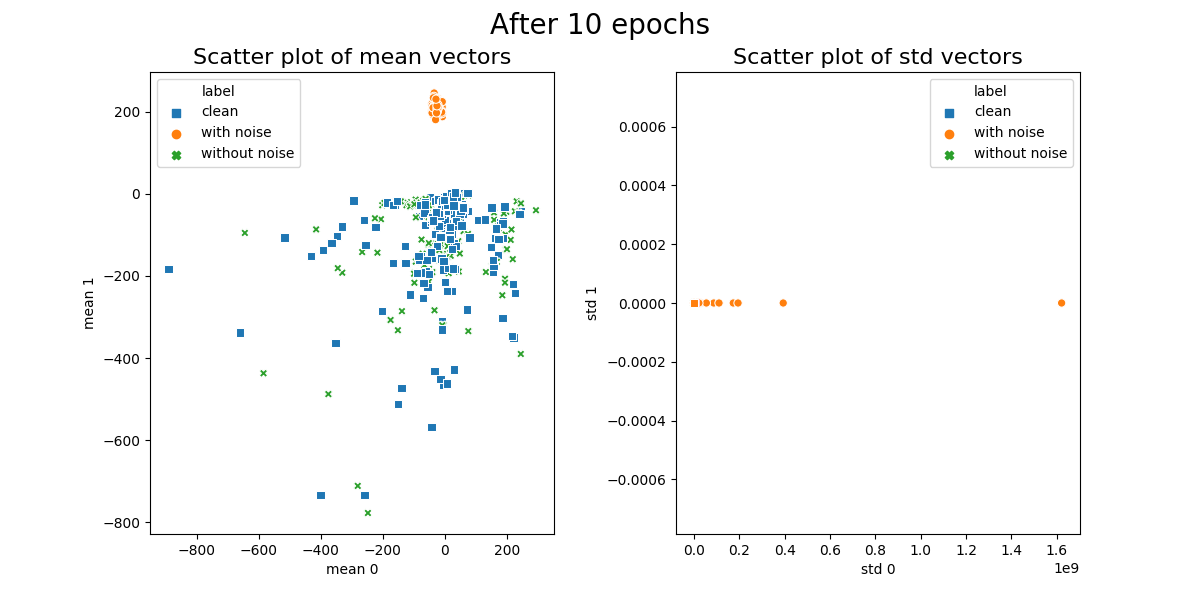 After 10 epochs
Scatter plot of mean vectors
label
clean
with noise
without noise
200
0
−200
−400
−600
−800
mean 1
−800
−600
−400
−200
0
200
mean 0
Scatter plot of std vectors
label
clean
with noise
without noise
0.0006
0.0004
0.0002
0.0000
−0.0002
−0.0004
−0.0006
std 1
0.0
0.2
0.4
0.6
0.8
1.0
1.2
1.4
1.6
1e9
std 0